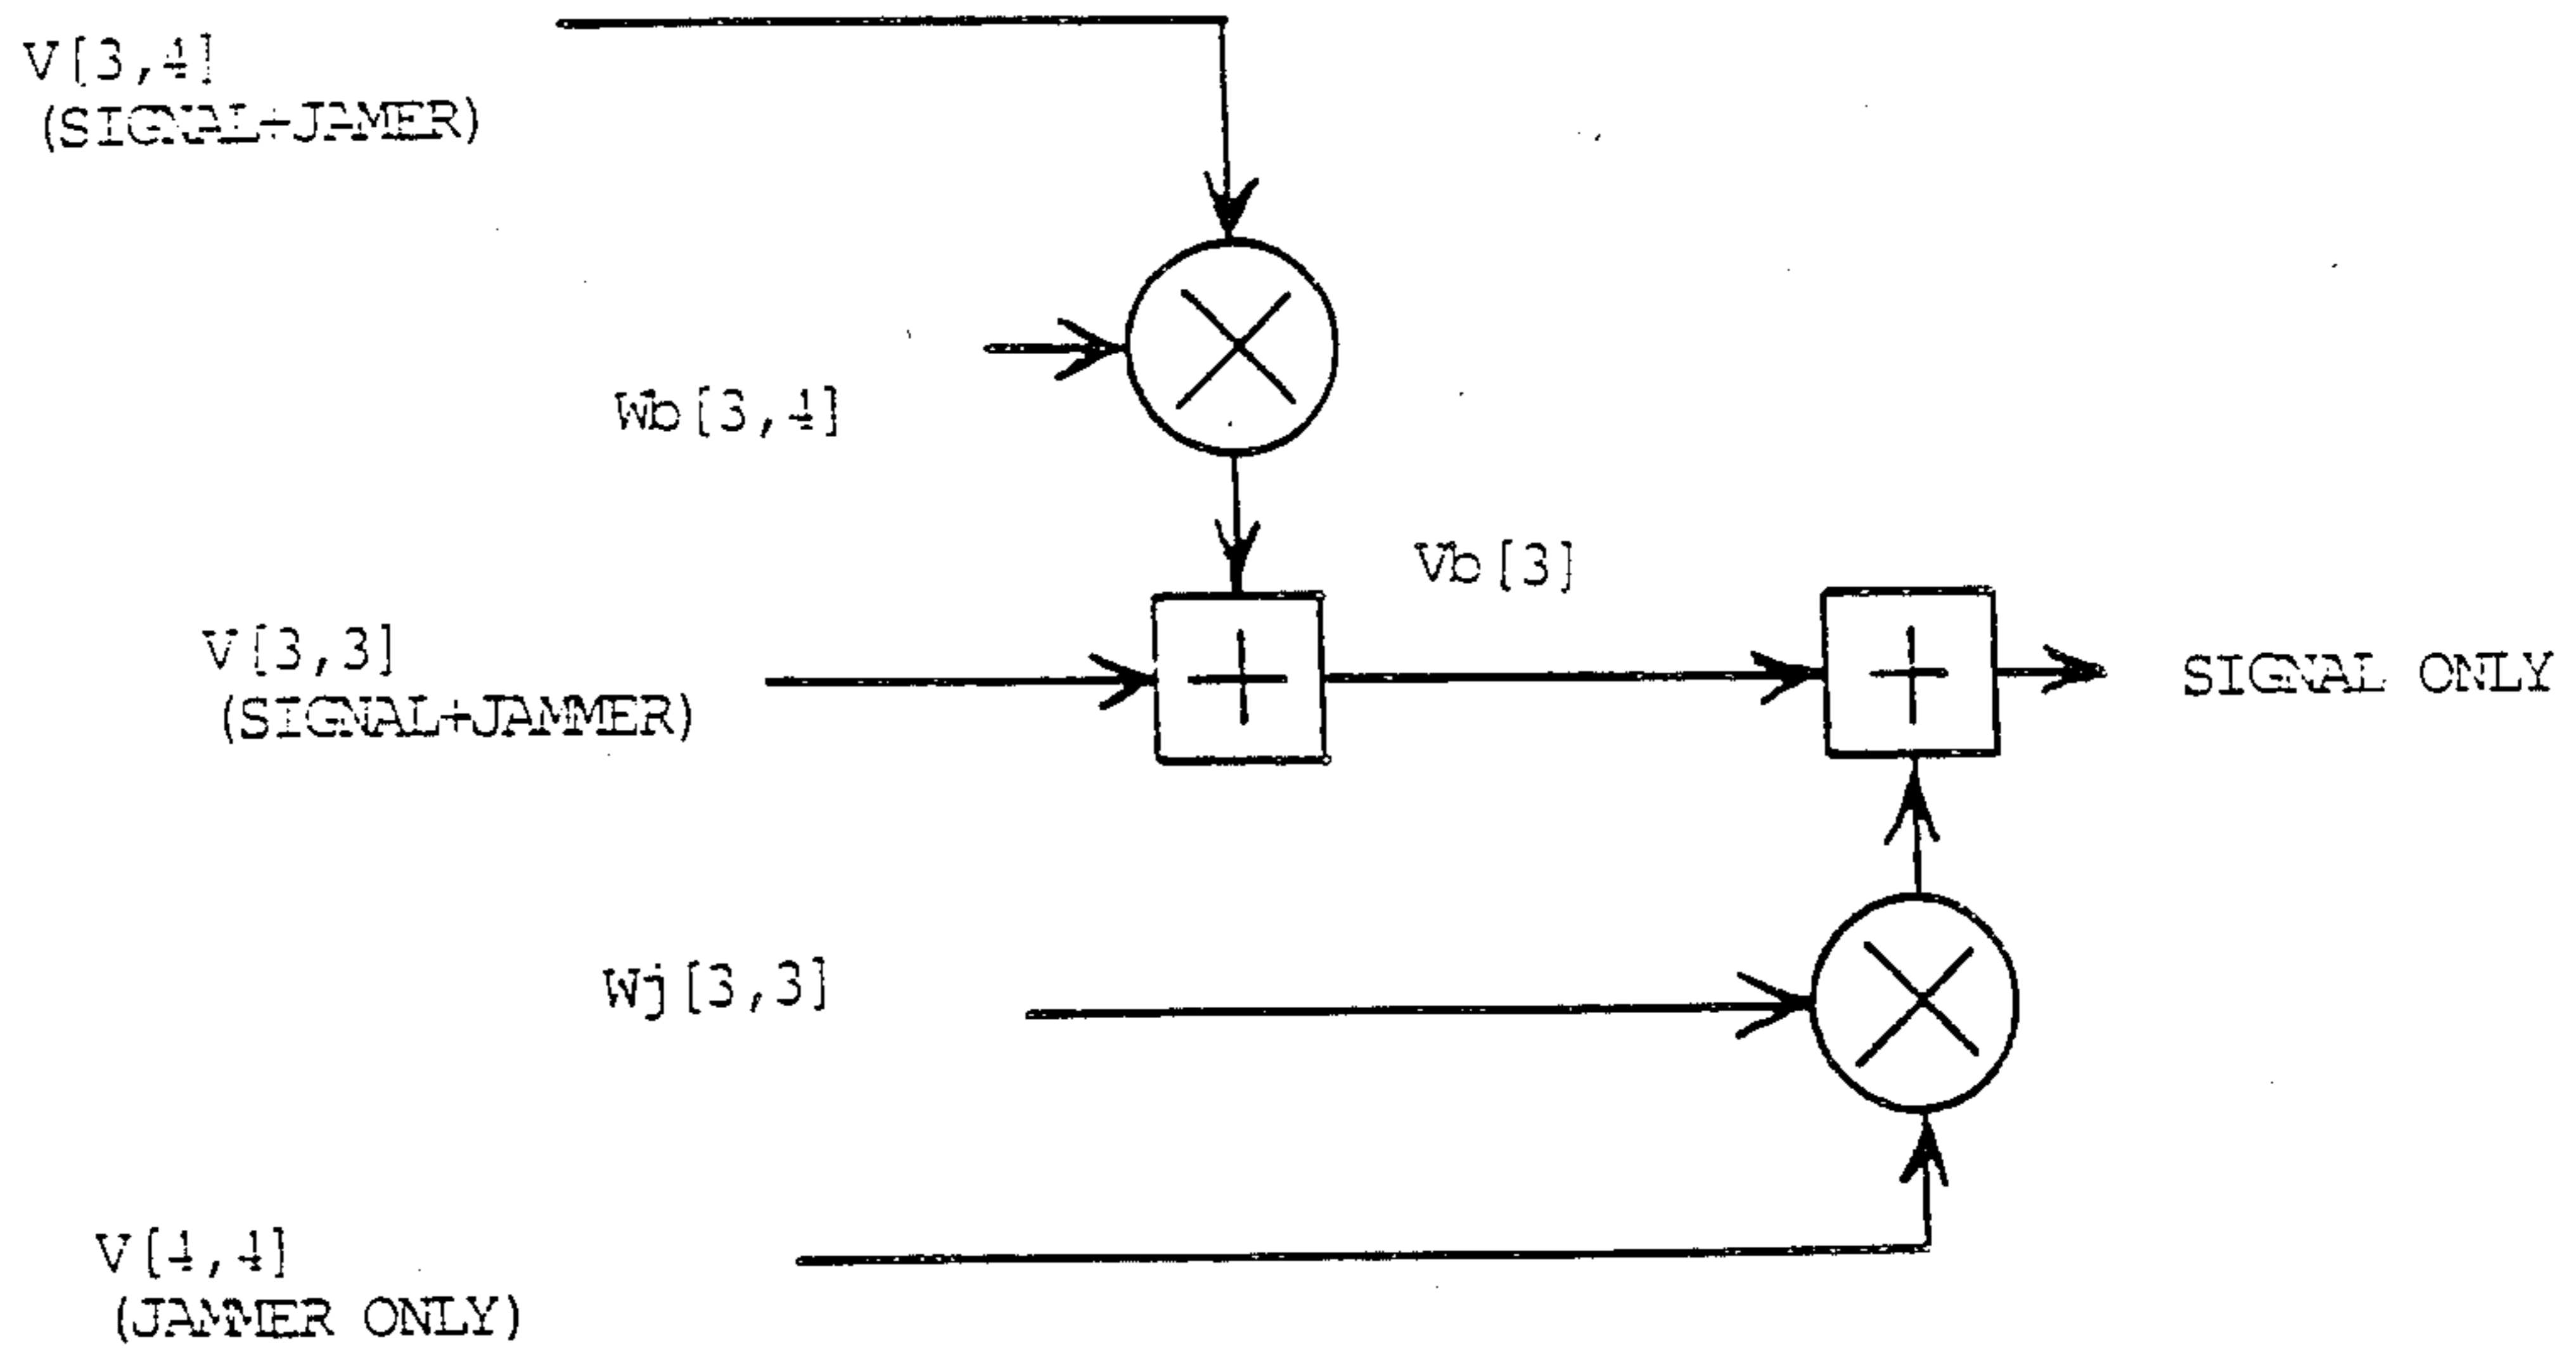 V[3,4]
(SIGNAL+JAMER)
Wb[3,4]
Vb[3]
V[3,3]
(SIGNAL+JAMMER)
SIGNAL ONLY
Wj[3,3]
V[4,4]
(JAMMER ONLY)